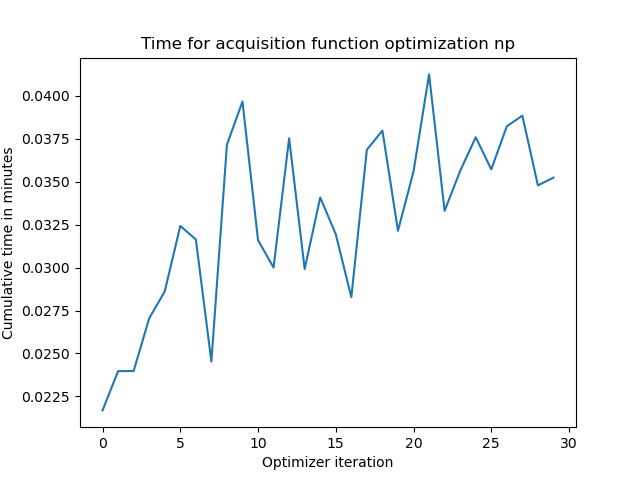 Time for acquisition function optimization np
Cumulative time in minutes
0.0400
0.0375
0.0350
0.0325
0.0300
0.0275
0.0250
0.0225
0 5 10 15 20 25 30
Optimizer iteration